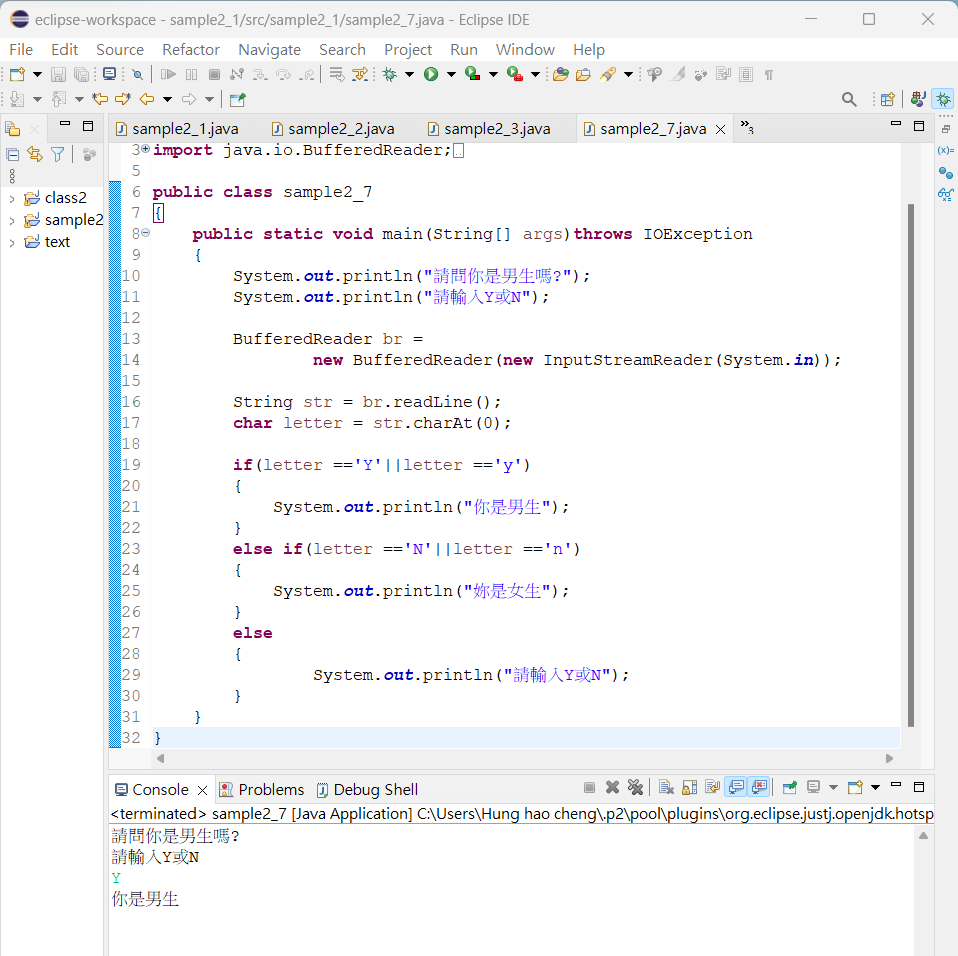 eclipse-workspace - sample2_1/src/sample2_1/sample2_7.java - Eclipse IDE
File Edit Source Refactor Navigate Search Project Run Window Help
sample2_1.java sample2_2.java sample2_3.java sample2_7.java »3
class2
sample2
text
3 import java.io.BufferedReader;
5
6 public class sample2_7
7 {
8 public static void main(String[] args)throws IOException
9 {
10 System.out.println("請問你是男生嗎?");
11 System.out.println("請輸入Y或N");
12
13 BufferedReader br =
14 new BufferedReader(new InputStreamReader(System.in));
15
16 String str = br.readLine();
17 char letter = str.charAt(0);
18
19 if(letter =='Y'||letter =='y')
20 {
21 System.out.println("你是男生");
22 }
23 else if(letter =='N'||letter =='n')
24 {
25 System.out.println("妳是女生");
26 }
27 else
28 {
29 System.out.println("請輸入Y或N");
30 }
31 }
32 }
Console Problems Debug Shell
<terminated> sample2_7 [Java Application] C:\Users\Hung hao cheng\.p2\pool\plugins\org.eclipse.justj.openjdk.hotsp
請問你是男生嗎?
請輸入Y或N
Y
你是男生